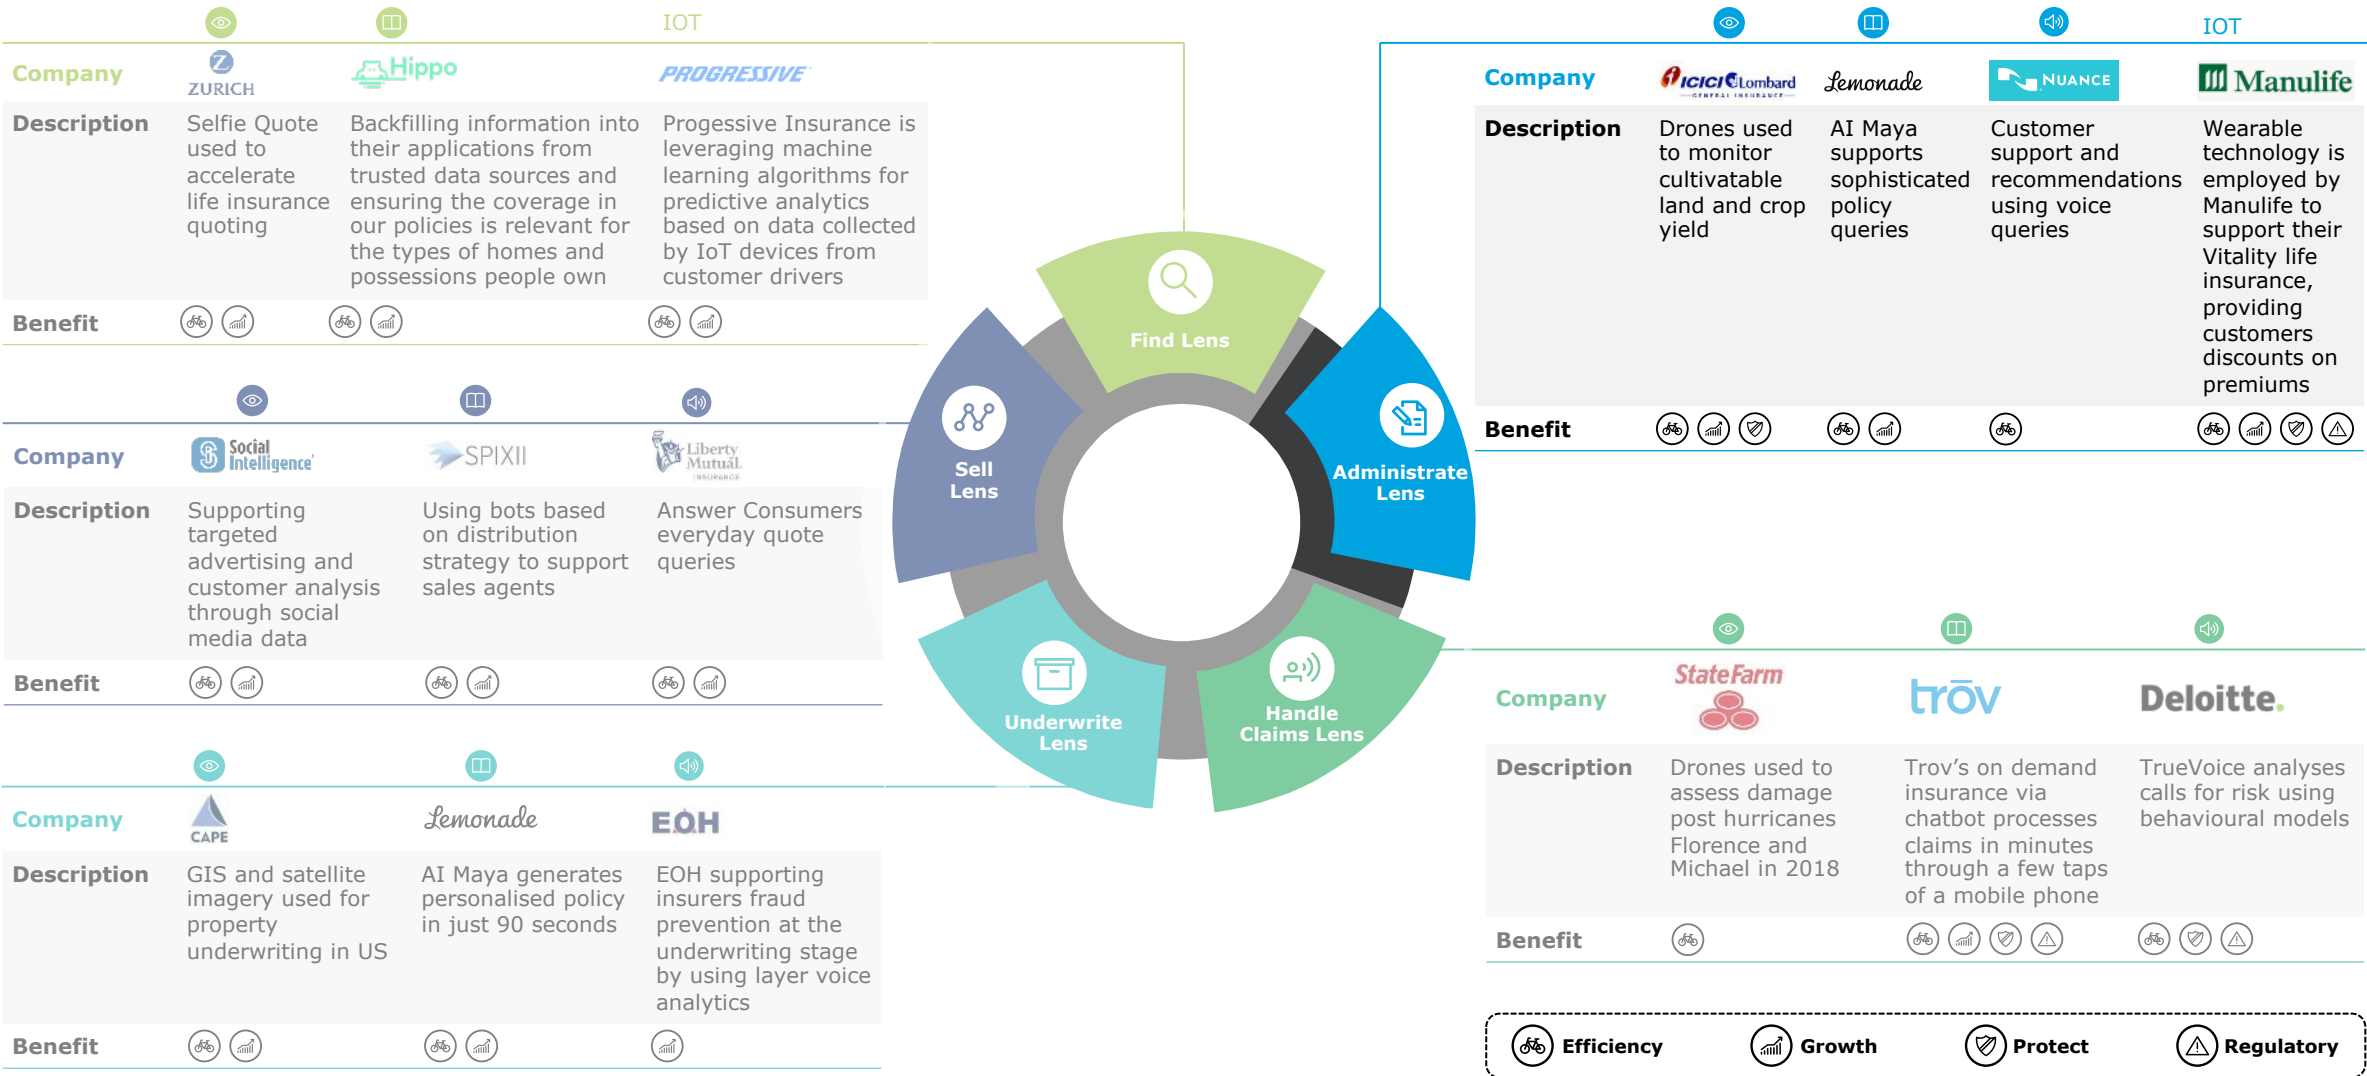 IOT
Company
ZURICH
Hippo
PROGRESSIVE
Description
Selfie Quote
used to
accelerate
life insurance
quoting
Backfilling information into
their applications from
trusted data sources and
ensuring the coverage in
our policies is relevant for
the types of homes and
possessions people own
Progessive Insurance is
leveraging machine
learning algorithms for
predictive analytics
based on data collected
by IoT devices from
customer drivers
Benefit
Company
Social
Intelligence
SPIXII
Liberty
Mutual.
INSURANCE
Description
Supporting
targeted
advertising and
customer analysis
through social
media data
Using bots based
on distribution
strategy to support
sales agents
Answer Consumers
everyday quote
queries
Benefit
Company
CAPE
Lemonade
EOH
Description
GIS and satellite
imagery used for
property
underwriting in US
AI Maya generates
personalised policy
in just 90 seconds
EOH supporting
insurers fraud
prevention at the
underwriting stage
by using layer voice
analytics
Benefit
Find Lens
Sell
Lens
Administrate
Lens
Underwrite
Lens
Handle
Claims Lens
IOT
Company
ICICI Lombard
GENERAL INSURANCE
Lemonade
NUANCE
Manulife
Description
Drones used
to monitor
cultivatable
land and crop
yield
AI Maya
supports
sophisticated
policy
queries
Customer
support and
recommendations
using voice
queries
Wearable
technology is
employed by
Manulife to
support their
Vitality life
insurance,
providing
customers
discounts on
premiums
Benefit
Company
State Farm
trōv
Deloitte.
Description
Drones used to
assess damage
post hurricanes
Florence and
Michael in 2018
Trov’s on demand
insurance via
chatbot processes
claims in minutes
through a few taps
of a mobile phone
TrueVoice analyses
calls for risk using
behavioural models
Benefit
Efficiency
Growth
Protect
Regulatory